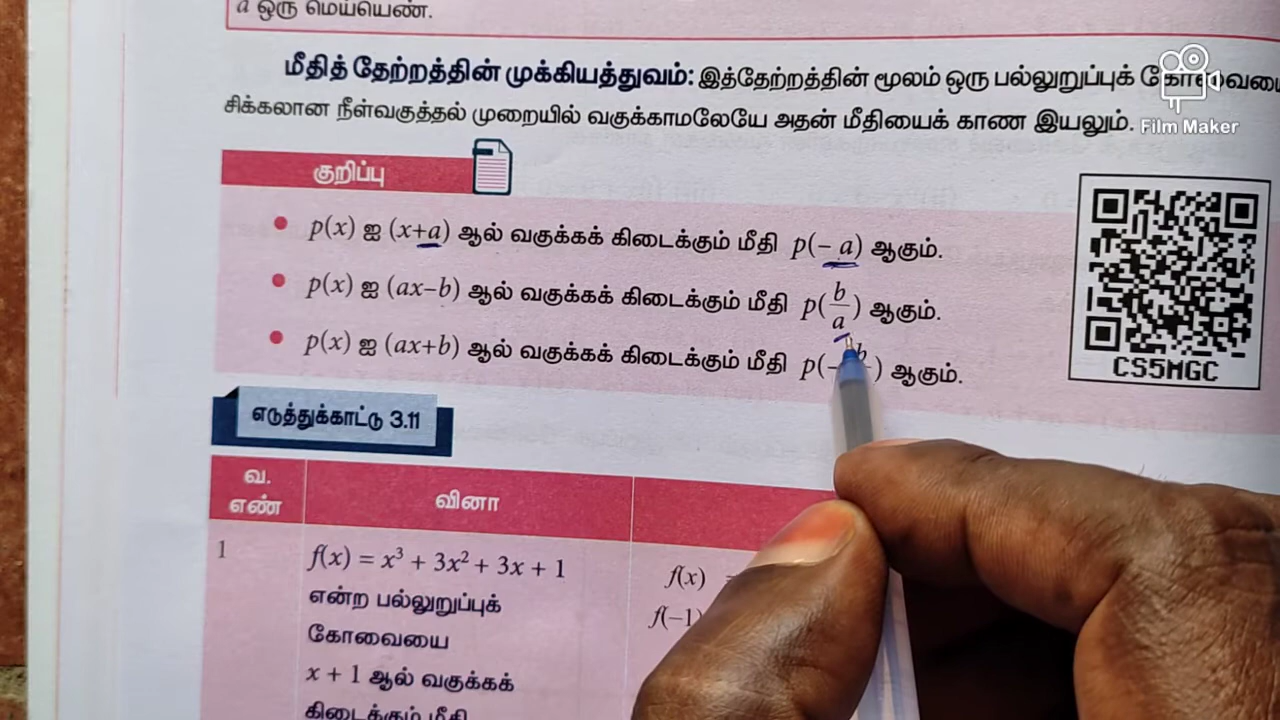 a ஒரு மெய்யெண்.
மீதித் தேற்றத்தின் முக்கியத்துவம்: இத்தேற்றத்தின் மூலம் ஒரு பல்லுறுப்புக்
சிக்கலான நீள்வகுத்தல் முறையில் வகுக்காமலேயே அதன் மீதியைக் காண இயலும்.
Film Maker
குறிப்பு
• p(x) ஐ (x+a) ஆல் வகுக்கக் கிடைக்கும் மீதி p(– a) ஆகும்.
• p(x) ஐ (ax–b) ஆல் வகுக்கக் கிடைக்கும் மீதி p(b/a) ஆகும்.
• p(x) ஐ (ax+b) ஆல் வகுக்கக் கிடைக்கும் மீதி p(– b ) ஆகும்.
CS5MGC
எடுத்துக்காட்டு 3.11
வ. எண்
வினா
1
f(x) = x³ + 3x² + 3x + 1
என்ற பல்லுறுப்புக்
கோவையை
x + 1 ஆல் வகுக்கக்
கிடைக்கும் மீதி
f(x) =
f(–1)